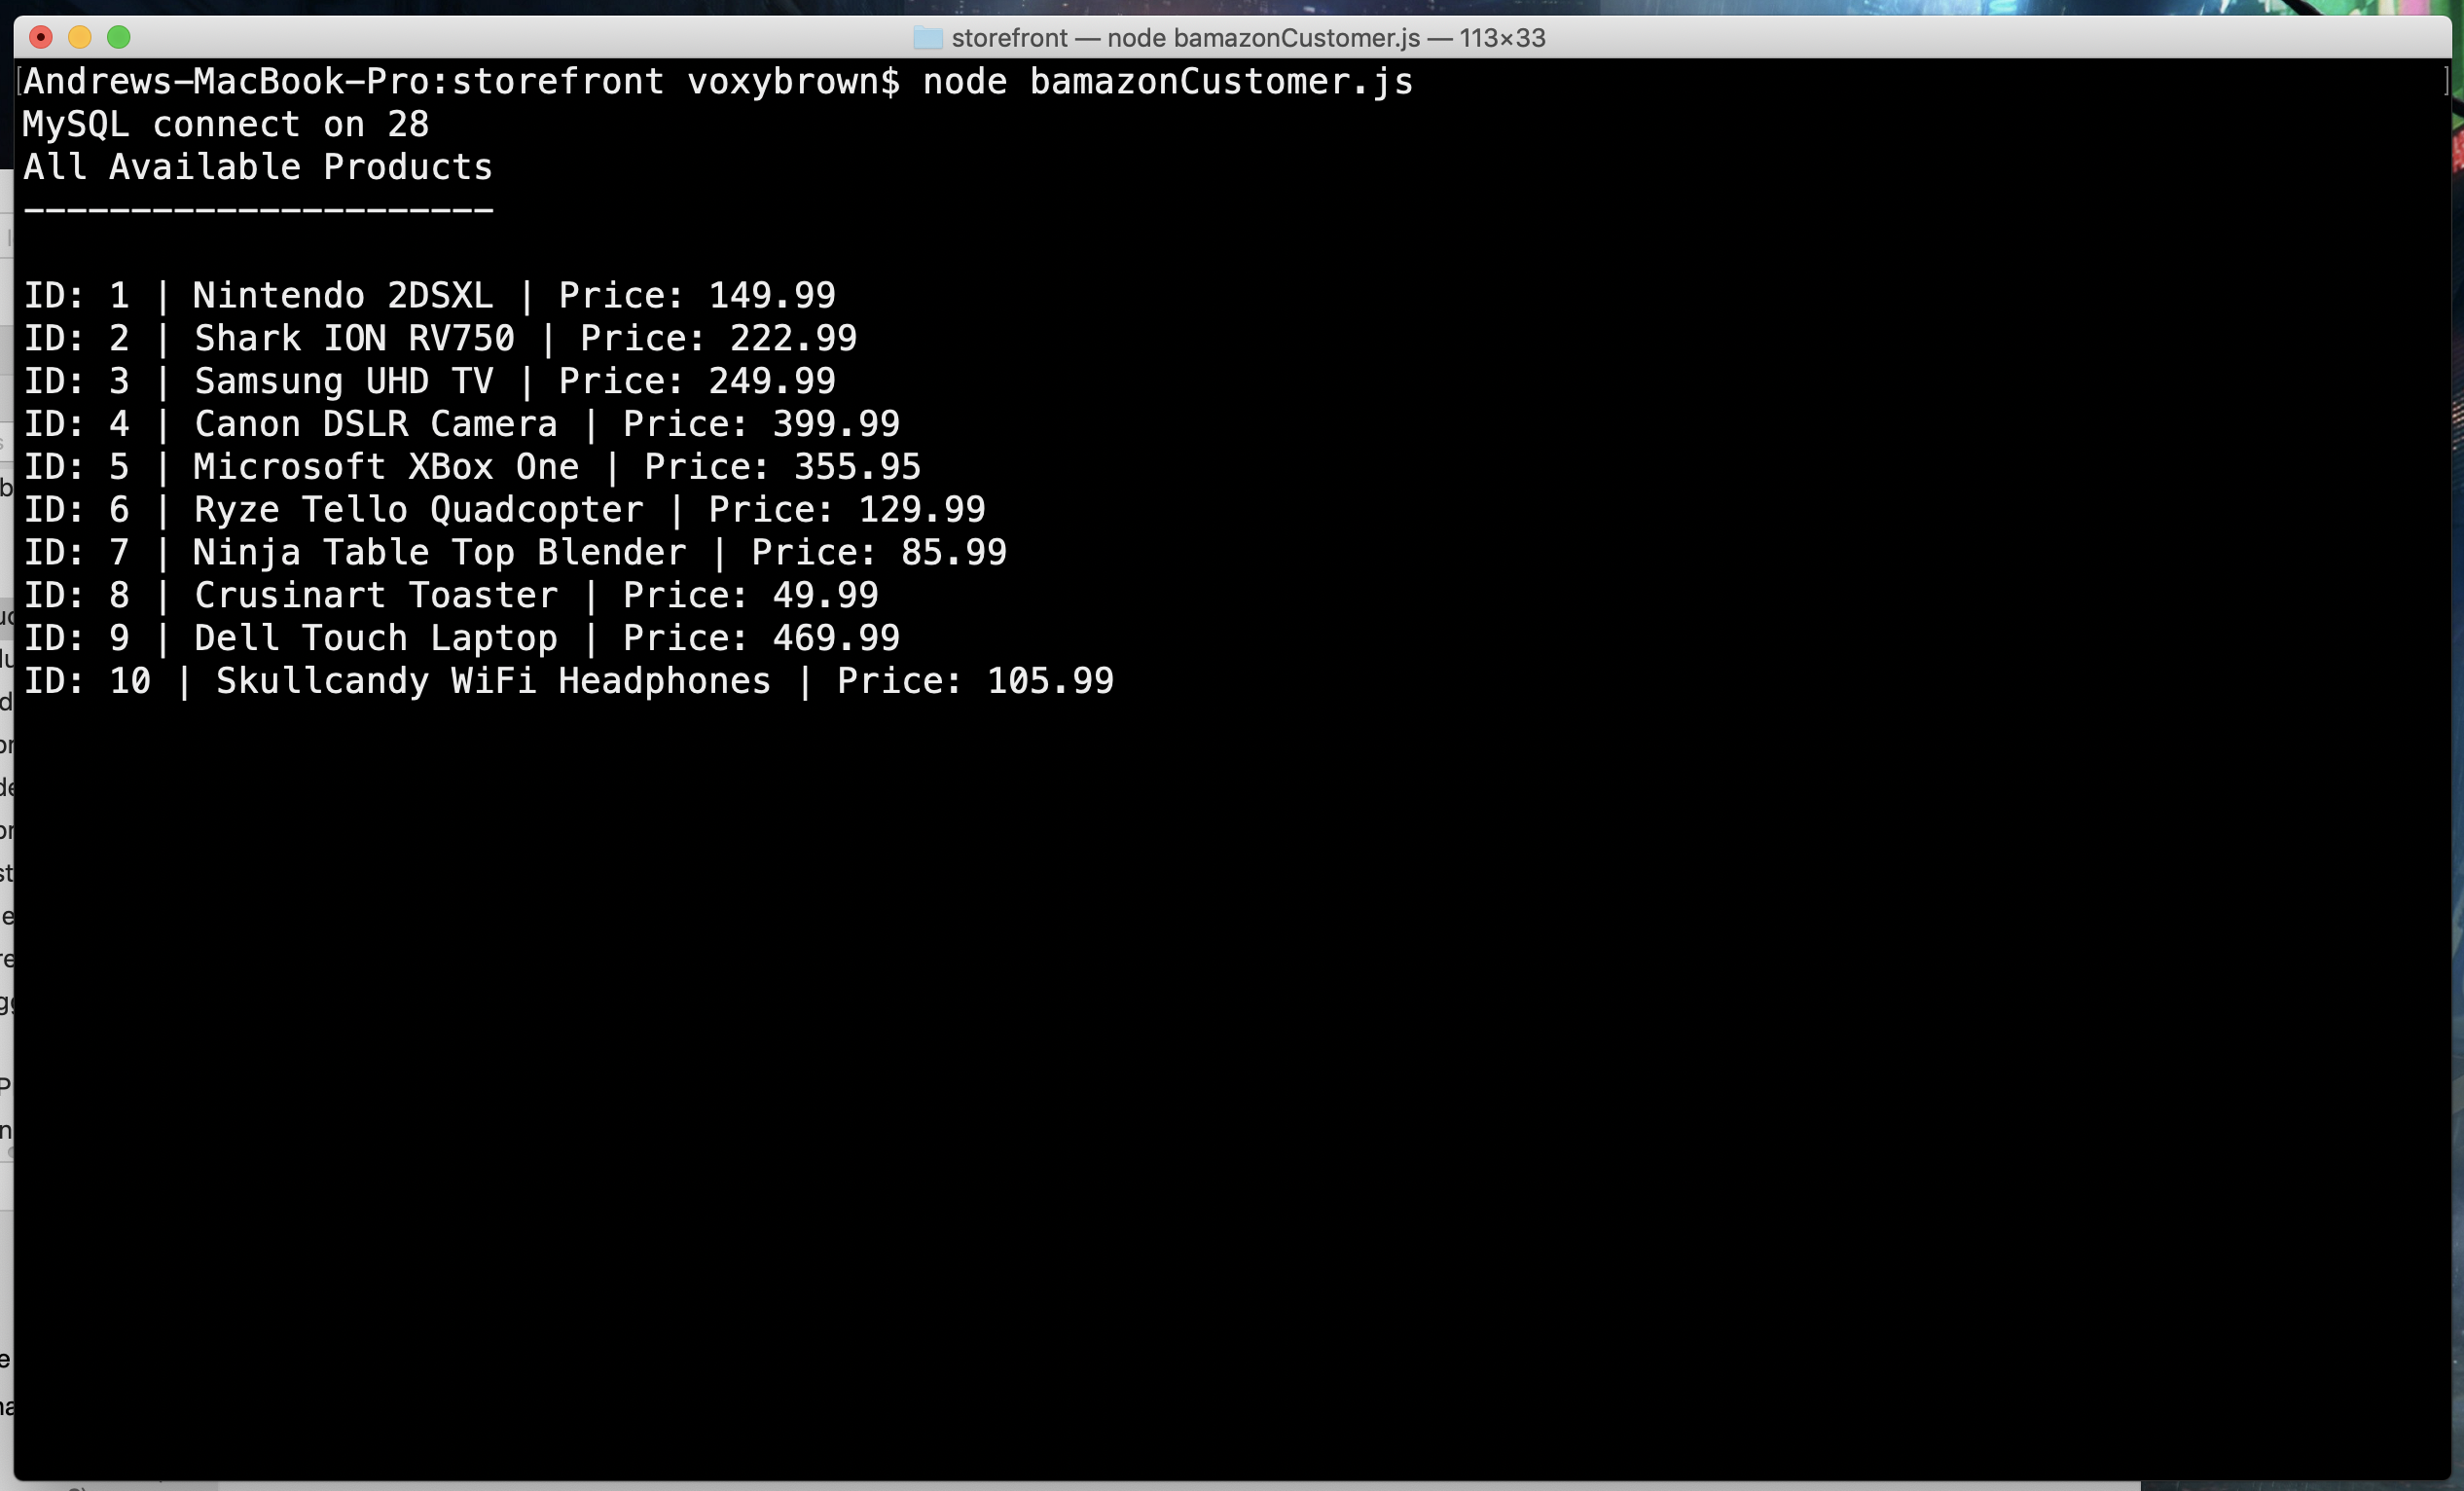 storefront — node bamazonCustomer.js — 113×33
Andrews-MacBook-Pro:storefront voxybrown$ node bamazonCustomer.js
MySQL connect on 28
All Available Products
----------------------
ID: 1 | Nintendo 2DSXL | Price: 149.99
ID: 2 | Shark ION RV750 | Price: 222.99
ID: 3 | Samsung UHD TV | Price: 249.99
ID: 4 | Canon DSLR Camera | Price: 399.99
ID: 5 | Microsoft XBox One | Price: 355.95
ID: 6 | Ryze Tello Quadcopter | Price: 129.99
ID: 7 | Ninja Table Top Blender | Price: 85.99
ID: 8 | Crusinart Toaster | Price: 49.99
ID: 9 | Dell Touch Laptop | Price: 469.99
ID: 10 | Skullcandy WiFi Headphones | Price: 105.99